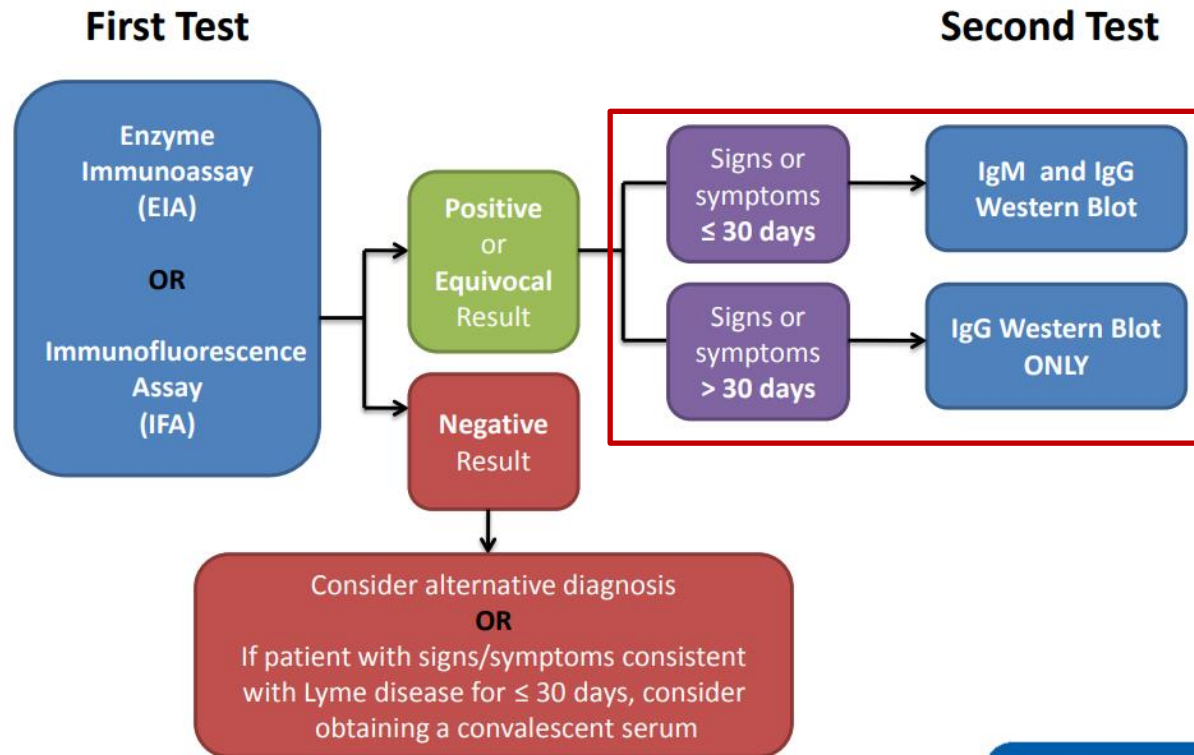 First Test
Second Test
Enzyme
Immunoassay
(EIA)
OR
Immunofluorescence
Assay
(IFA)
Positive
or
Equivocal
Result
Negative
Result
Signs or
symptoms
≤ 30 days
IgM and IgG
Western Blot
Signs or
symptoms
> 30 days
IgG Western Blot
ONLY
Consider alternative diagnosis
OR
If patient with signs/symptoms consistent
with Lyme disease for ≤ 30 days, consider
obtaining a convalescent serum